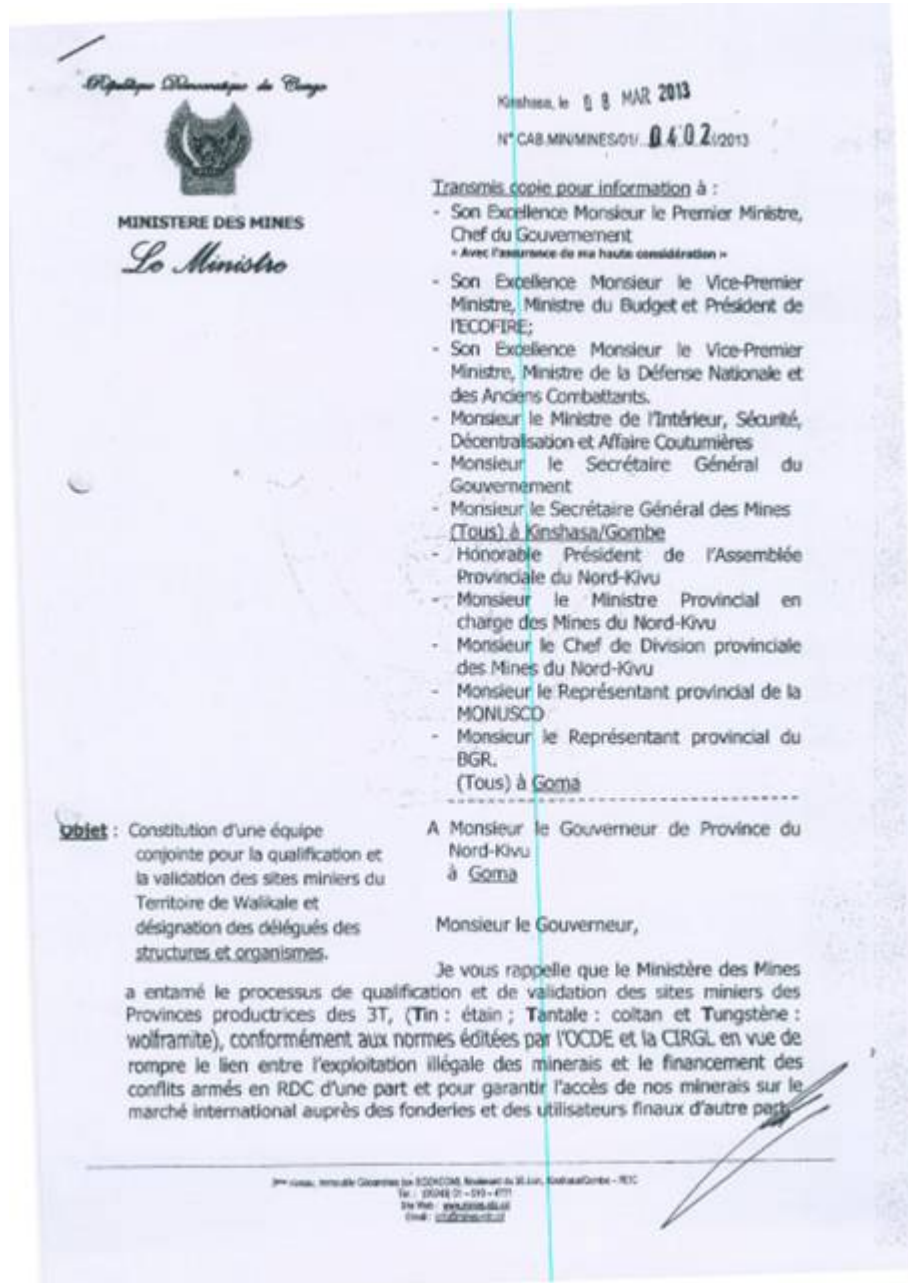 République Démocratique du Congo
MINISTERE DES MINES
Le Ministre
Kinshasa, le 08 MAR 2013
N° CAB.MIN/MINES/01/ 0402 /2013
Transmis copie pour information à :
- Son Excellence Monsieur le Premier Ministre,
Chef du Gouvernement
« Avec l'assurance de ma haute considération »
- Son Excellence Monsieur le Vice-Premier
Ministre, Ministre du Budget et Président de
l'ECOFIRE;
- Son Excellence Monsieur le Vice-Premier
Ministre, Ministre de la Défense Nationale et
des Anciens Combattants.
- Monsieur le Ministre de l'Intérieur, Sécurité,
Décentralisation et Affaire Coutumières
- Monsieur le Secrétaire Général du
Gouvernement
- Monsieur le Secrétaire Général des Mines
(Tous) à Kinshasa/Gombe
- Honorable Président de l'Assemblée
Provinciale du Nord-Kivu
- Monsieur le Ministre Provincial en
charge des Mines du Nord-Kivu
- Monsieur le Chef de Division provinciale
des Mines du Nord-Kivu
- Monsieur le Représentant provincial de la
MONUSCO
- Monsieur le Représentant provincial du
BGR.
(Tous) à Goma
Objet : Constitution d'une équipe
conjointe pour la qualification et
la validation des sites miniers du
Territoire de Walikale et
désignation des délégués des
structures et organismes.
A Monsieur le Gouverneur de Province du
Nord-Kivu
à Goma
Monsieur le Gouverneur,
Je vous rappelle que le Ministère des Mines
a entamé le processus de qualification et de validation des sites miniers des
Provinces productrices des 3T, (Tin : étain ; Tantale : coltan et Tungstène :
wolframite), conformément aux normes éditées par l'OCDE et la CIRGL en vue de
rompre le lien entre l'exploitation illégale des minerais et le financement des
conflits armés en RDC d'une part et pour garantir l'accès de nos minerais sur le
marché international auprès des fonderies et des utilisateurs finaux d'autre part.